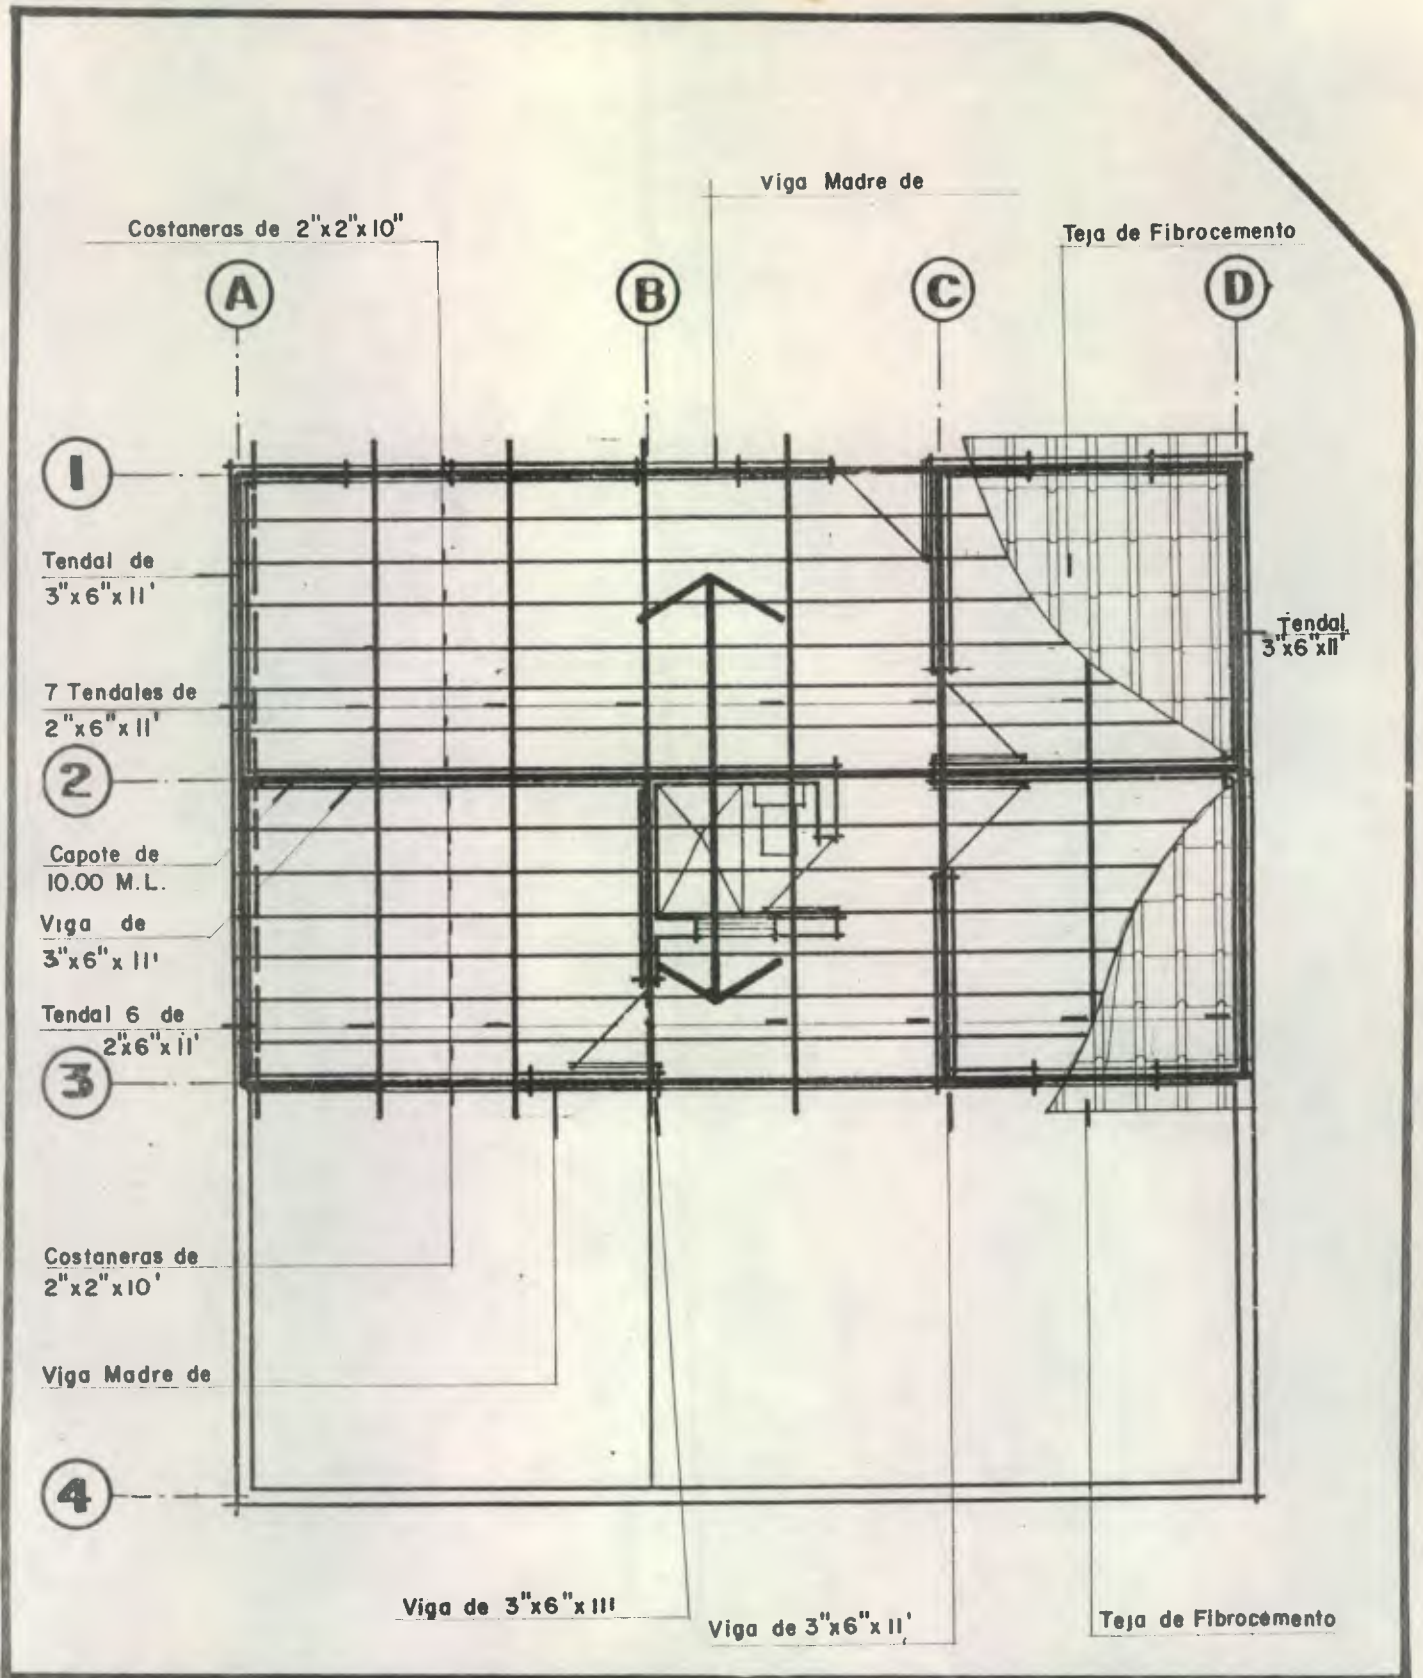 Viga Madre de
Costaneras de 2"x2"x10"
Teja de Fibrocemento
A
B
C
D
1
Tendal de
3"x6"x11'
Tendal
3"x6"x11'
7 Tendales de
2"x6"x11'
2
Capote de
10.00 M.L.
Viga de
3"x6"x11'
Tendal 6 de
2"x6"x11'
3
Costaneras de
2"x2"x10'
Viga Madre de
4
Viga de 3"x6"x111
Viga de 3"x6"x11'
Teja de Fibrocemento